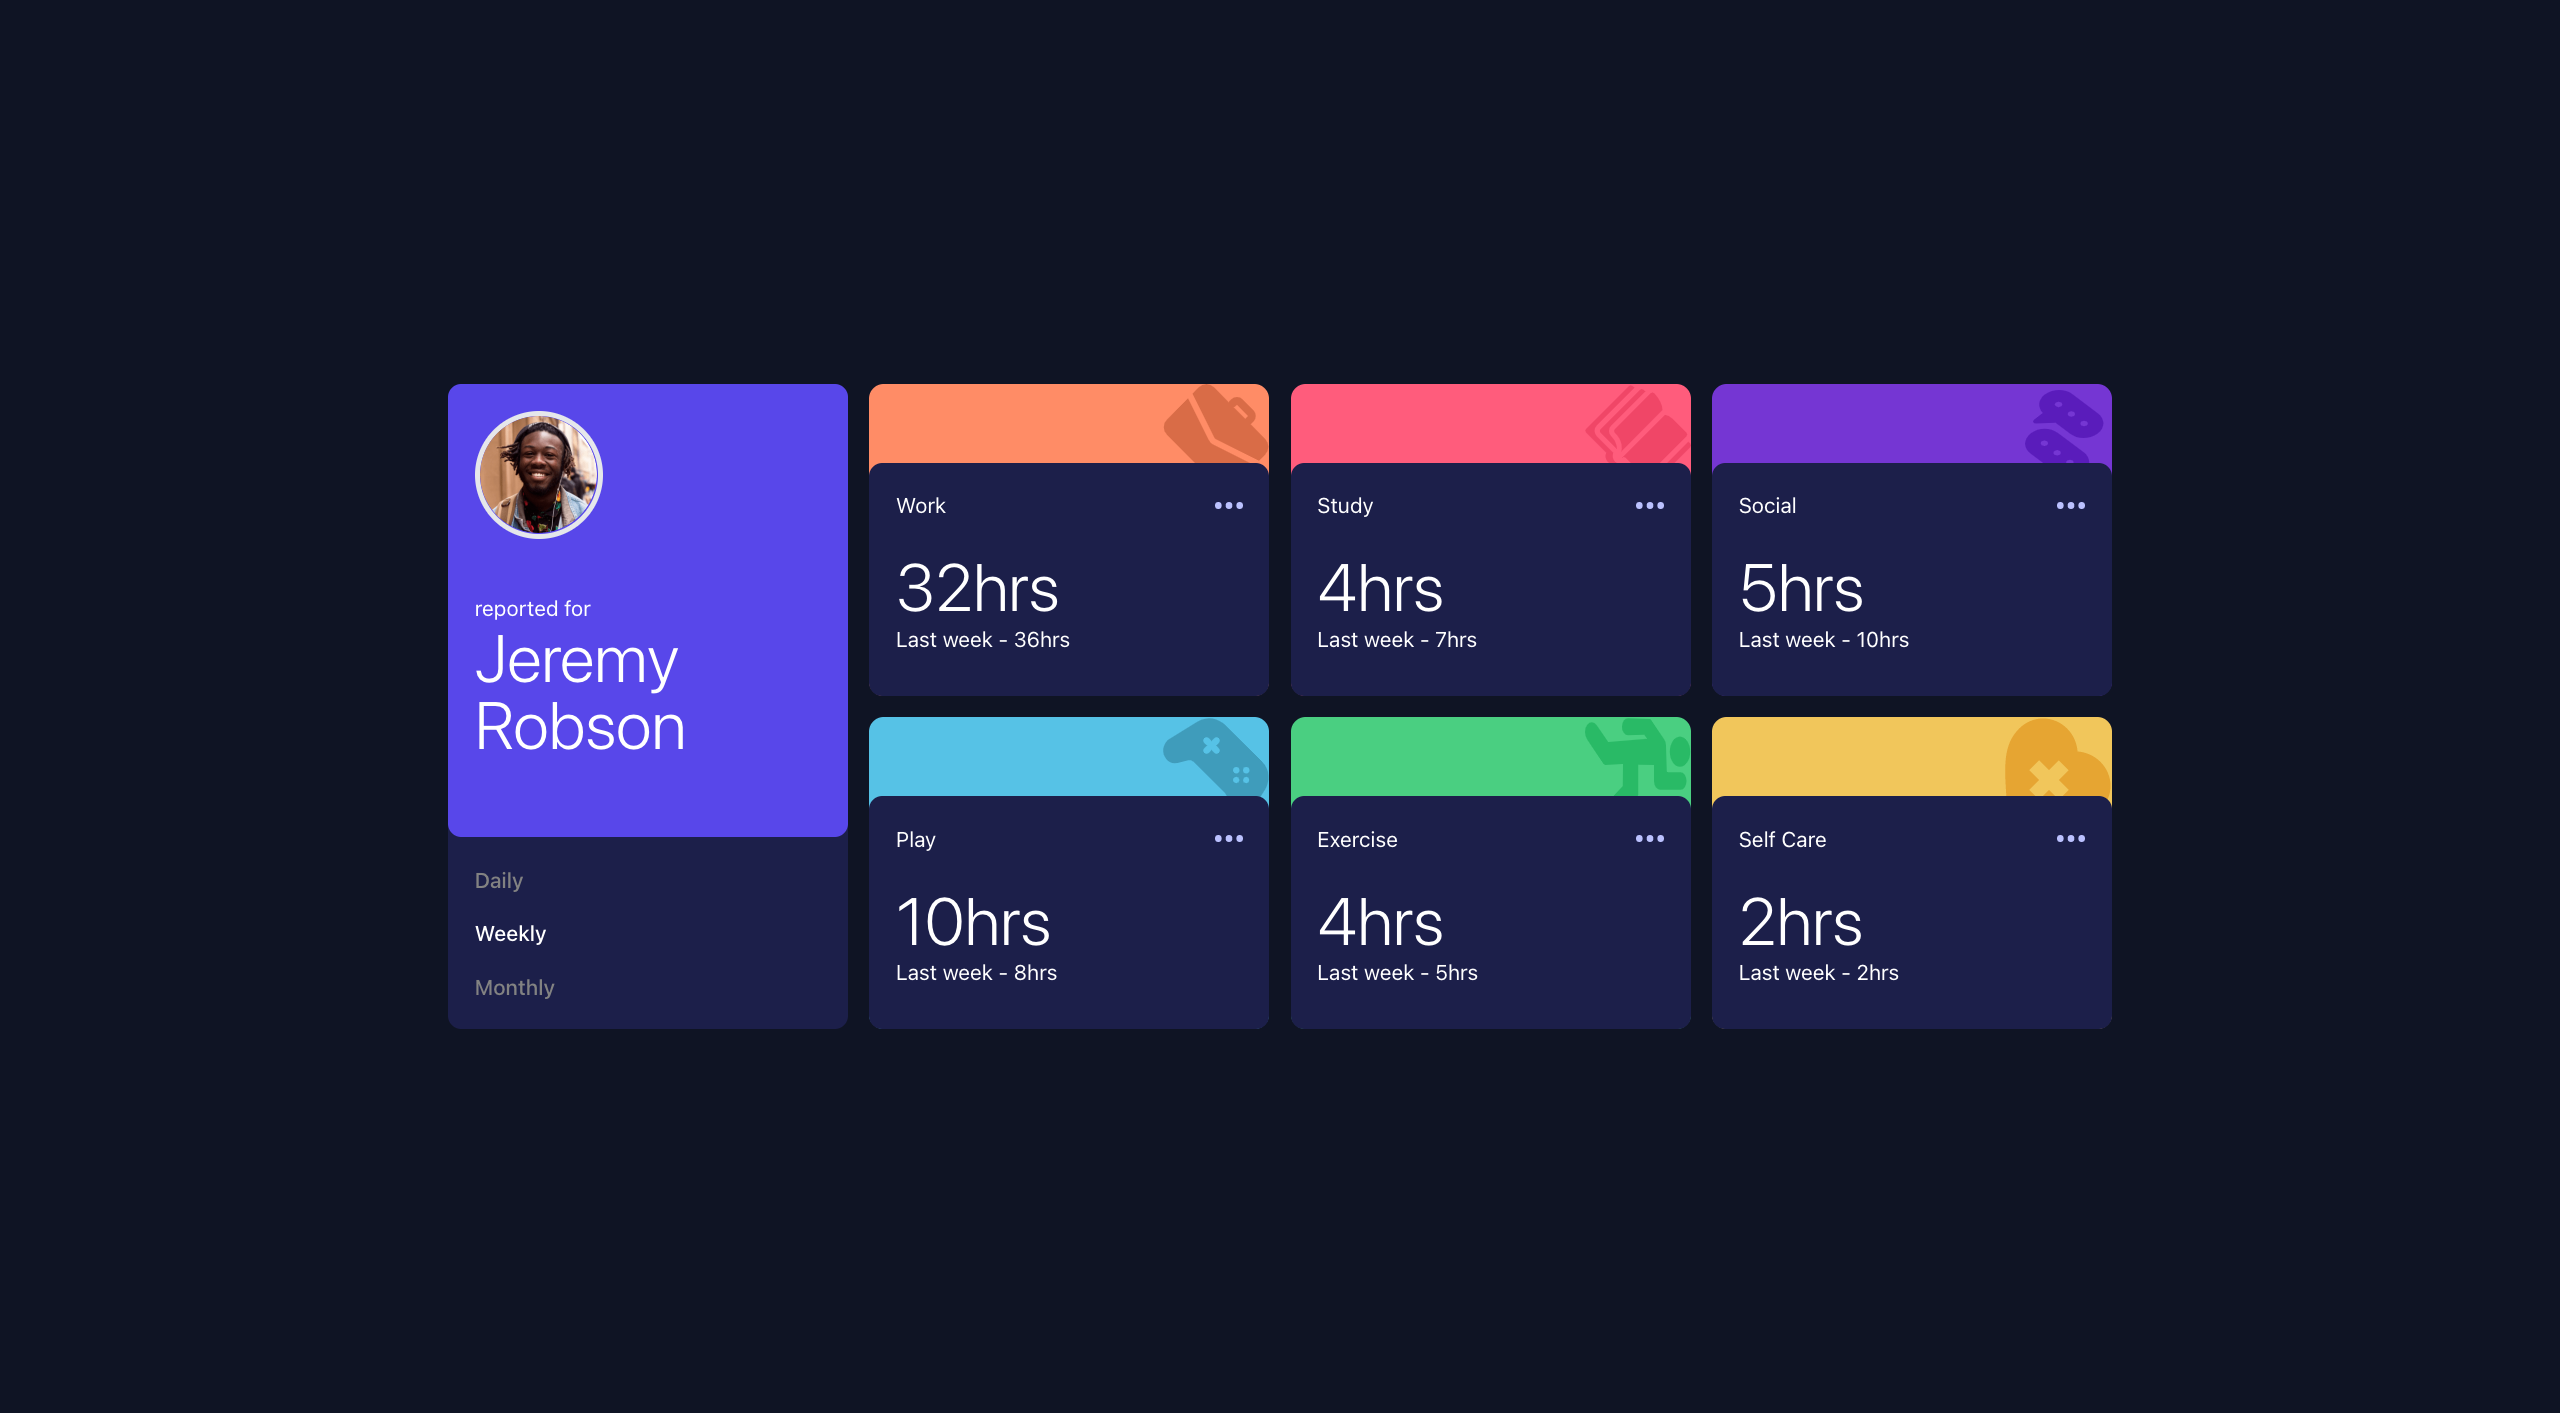 reported for
Jeremy
Robson
Daily
Weekly
Monthly
Work
32hrs
Last week - 36hrs
Study
4hrs
Last week - 7hrs
Social
5hrs
Last week - 10hrs
Play
10hrs
Last week - 8hrs
Exercise
4hrs
Last week - 5hrs
Self Care
2hrs
Last week - 2hrs